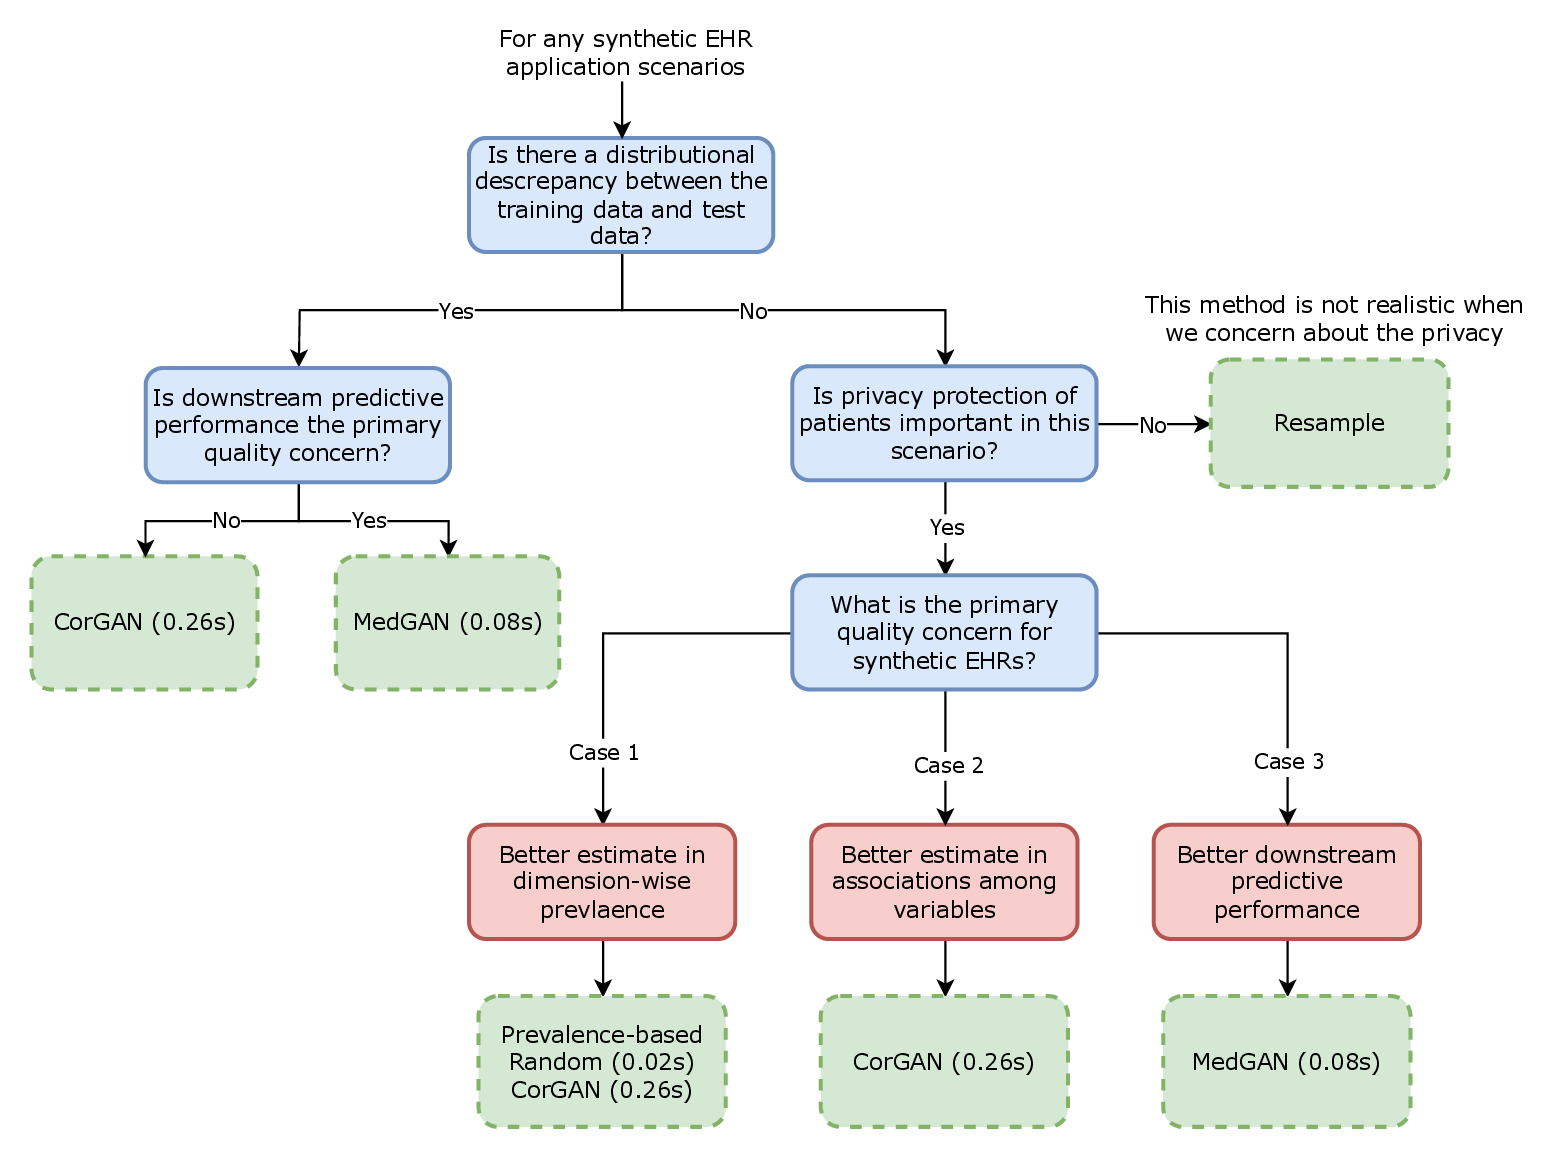 For any synthetic EHR
application scenarios
Is there a distributional
descrepancy between the
training data and test
data?
Yes
No
This method is not realistic when
we concern about the privacy
Is downstream predictive
performance the primary
quality concern?
Is privacy protection of
patients important in this
scenario?
No
Resample
No
Yes
Yes
CorGAN (0.26s)
MedGAN (0.08s)
What is the primary
quality concern for
synthetic EHRs?
Case 1
Case 2
Case 3
Better estimate in
dimension-wise
prevlaence
Better estimate in
associations among
variables
Better downstream
predictive
performance
Prevalence-based
Random (0.02s)
CorGAN (0.26s)
CorGAN (0.26s)
MedGAN (0.08s)